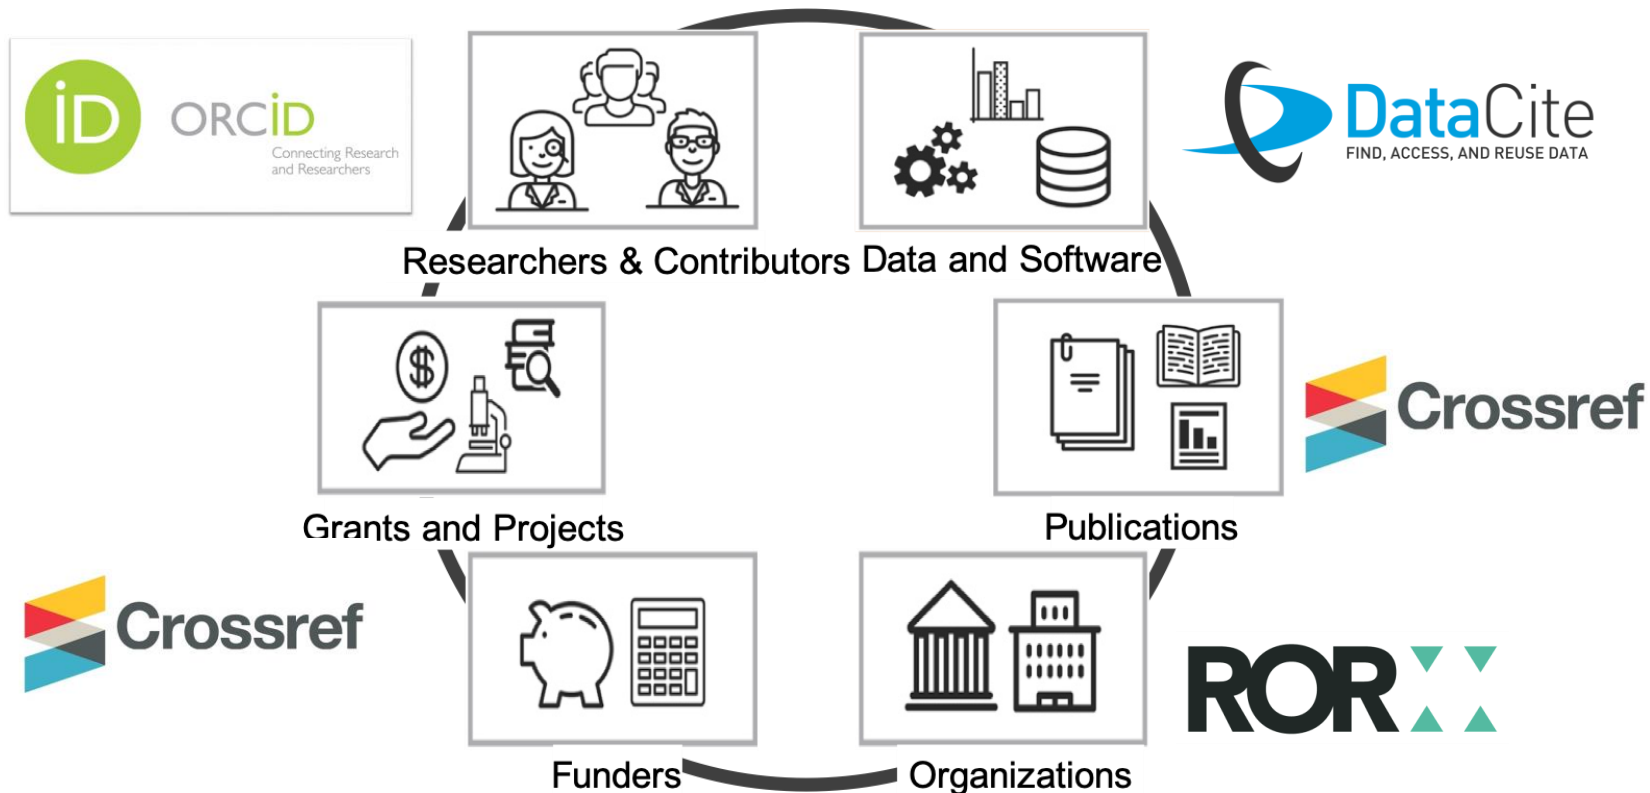 iD
ORCiD
Connecting Research
and Researchers
DataCite
FIND, ACCESS, AND REUSE DATA
Researchers & Contributors
Data and Software
$
Grants and Projects
Publications
Crossref
Crossref
ROR
Funders
Organizations